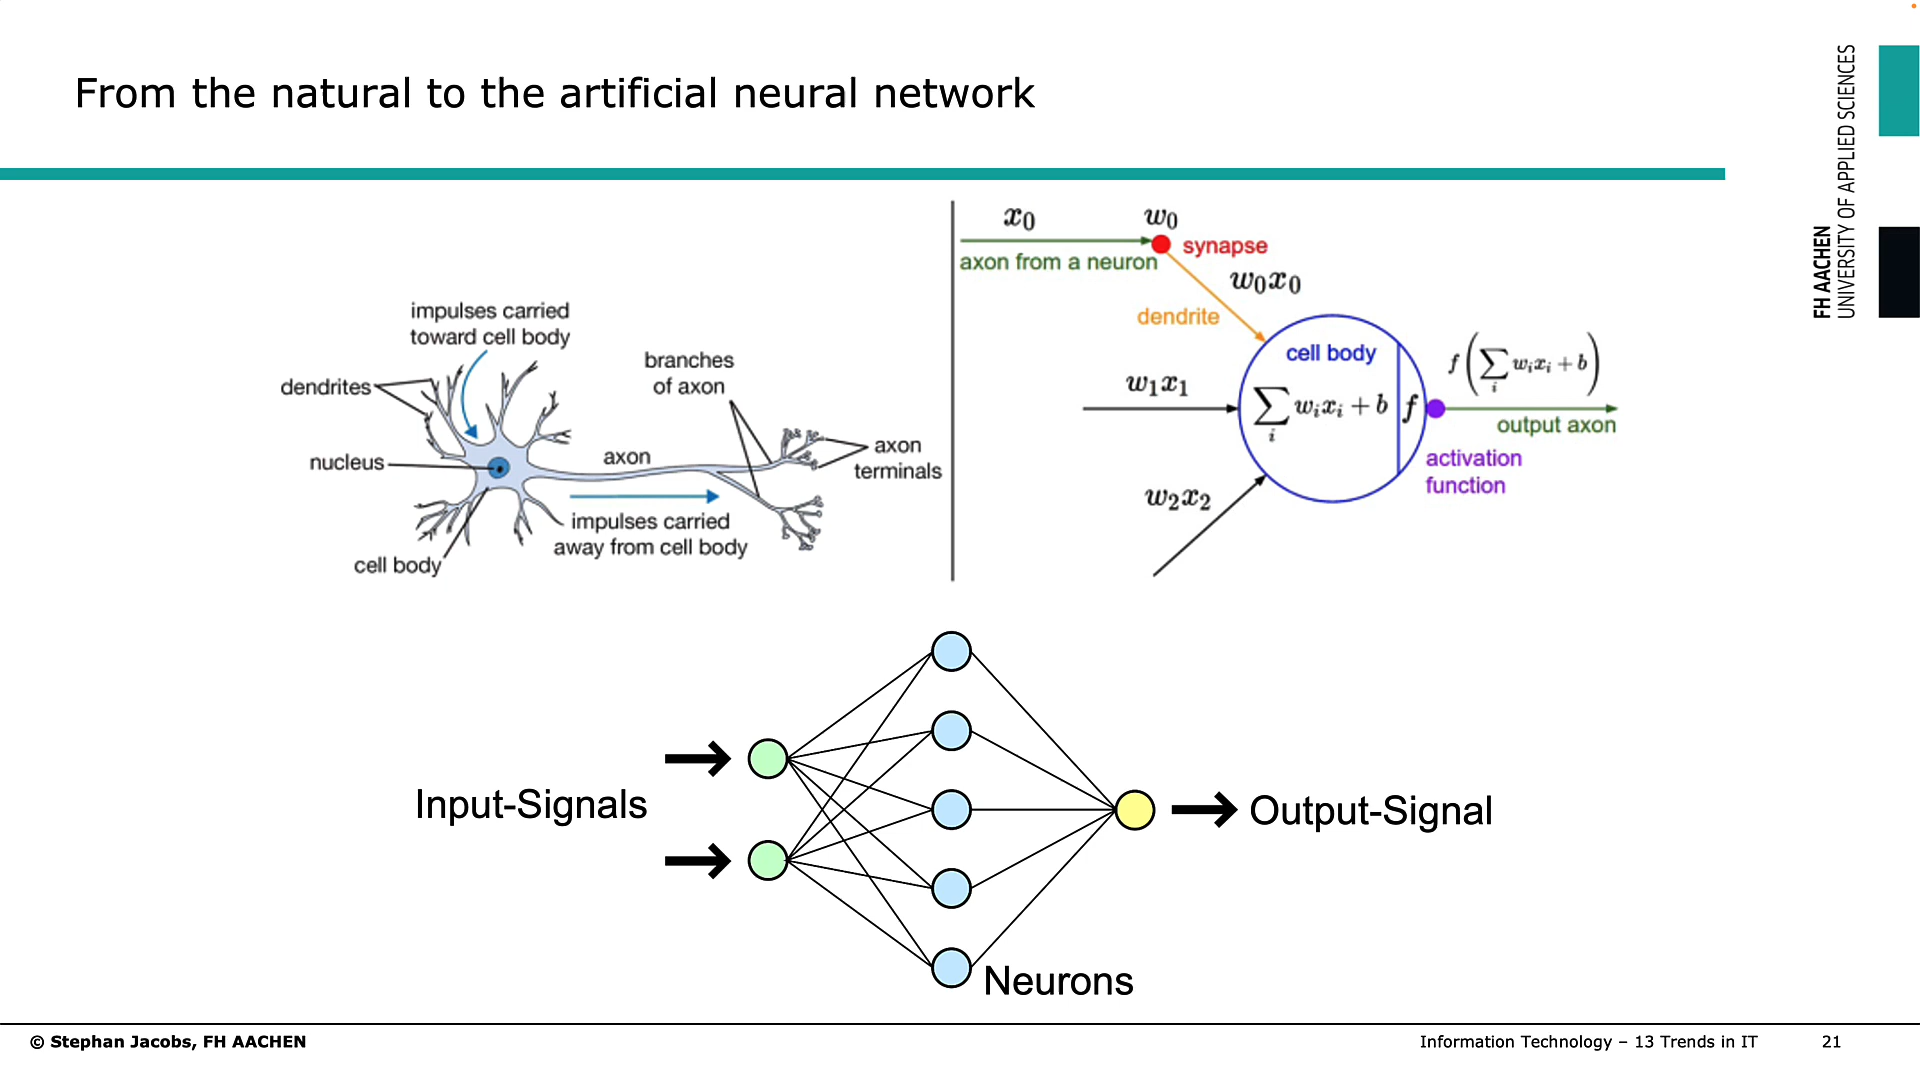 From the natural to the artificial neural network
FH AACHEN
UNIVERSITY OF APPLIED SCIENCES
impulses carried
toward cell body
dendrites
nucleus
cell body
axon
impulses carried
away from cell body
branches
of axon
axon
terminals
x₀
w₀
axon from a neuron
synapse
w₀x₀
dendrite
cell body
w₁x₁
∑ᵢ wᵢxᵢ + b
f
f(∑ᵢ wᵢxᵢ + b)
output axon
activation
function
w₂x₂
Input-Signals
Output-Signal
Neurons
© Stephan Jacobs, FH AACHEN
Information Technology – 13 Trends in IT
21